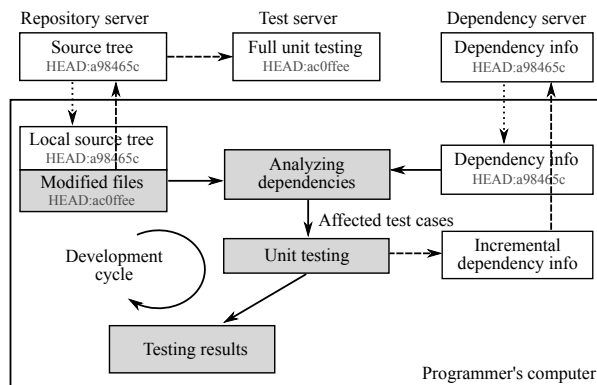 Repository server
Test server
Dependency server
Source tree
HEAD:a98465c
Full unit testing
HEAD:ac0ffee
Dependency info
HEAD:a98465c
Local source tree
HEAD:a98465c
Modified files
HEAD:ac0ffee
Analyzing
dependencies
Dependency info
HEAD:a98465c
Affected test cases
Development
cycle
Unit testing
Incremental
dependency info
Testing results
Programmer's computer